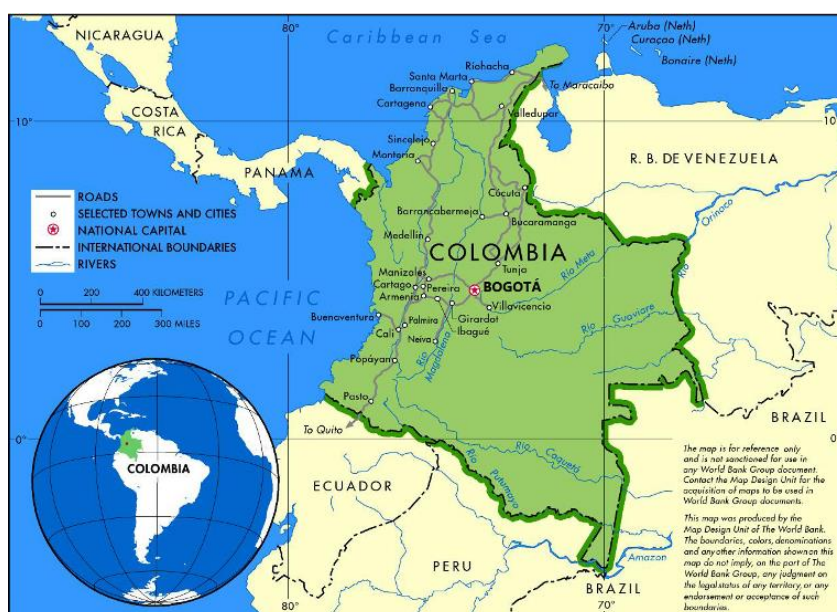 NICARAGUA
80°
Caribbean Sea
70°
Aruba (Neth)
Curaçao (Neth)
Bonaire (Neth)
COSTA
RICA
Riohacha
Santa Marta
Barranquilla
Cartagena
To Maracaibo
Valledupar
10°
10
PANAMA
Sincelejo
Montería
R. B. DE VENEZUELA
Cúcuta
Orinoco
Río
ROADS
SELECTED TOWNS AND CITIES
NATIONAL CAPITAL
INTERNATIONAL BOUNDARIES
RIVERS
Barrancabermeja
Bucaramanga
Medellín
COLOMBIA
Tunja
Río Meta
0 200 400 KILOMETERS
0 100 200 300 MILES
PACIFIC
OCEAN
Manizales
Cartago
Pereira
Armenia
BOGOTÁ
Villavicencio
Girardot
Ibagué
Río Guaviare
Buenaventura
Palmira
Cali
Neiva
Río
Magdalena
Popayán
Pasto
To Quito
0°
0°
BRAZIL
COLOMBIA
ECUADOR
Río Caquetá
Río Putumayo
PERU
Amazon
BRAZIL
80°
70°
The map is for reference only
and is not sanctioned for use in
any World Bank Group document.
Contact the Map Design Unit for the
acquisition of maps to be used in
World Bank Group documents.
This map was produced by the
Map Design Unit of The World Bank.
The boundaries, colors, denominations
and any other information shown on this
map do not imply, on the part of The
World Bank Group, any judgment on
the legal status of any territory, or any
endorsement or acceptance of such
boundaries.